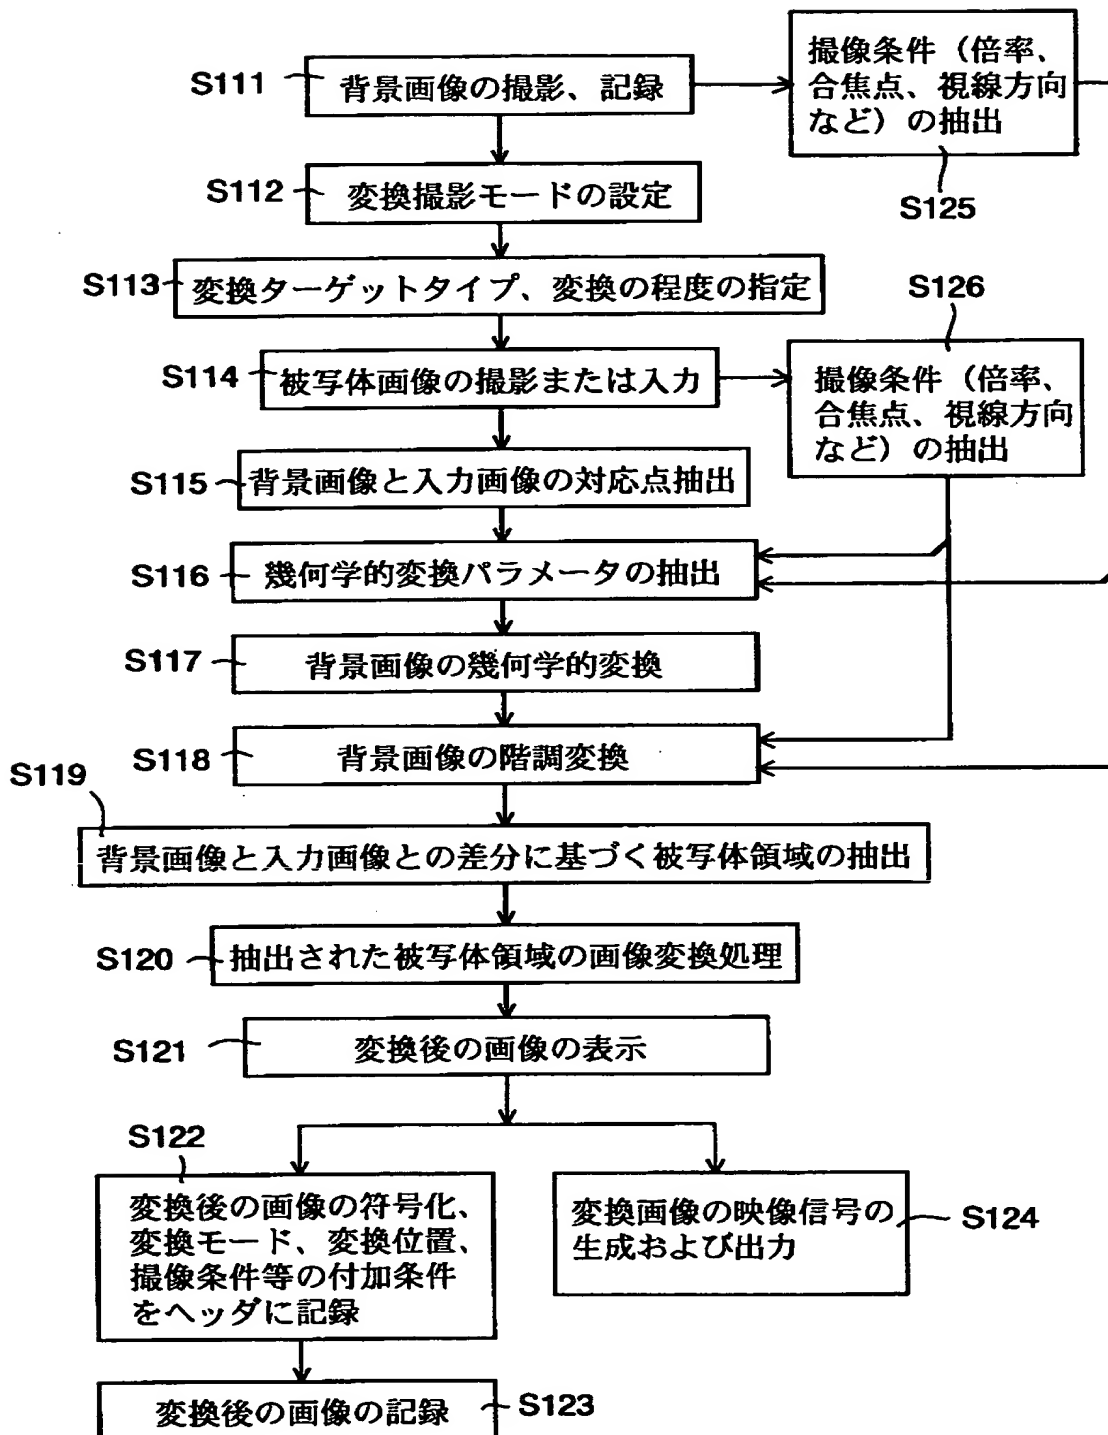 S111
背景画像の撮影、記録
撮像条件（倍率、
合焦点、視線方向
など）の抽出
S125
S112
変換撮影モードの設定
S113
変換ターゲットタイプ、変換の程度の指定
S126
S114
被写体画像の撮影または入力
撮像条件（倍率、
合焦点、視線方向
など）の抽出
S115
背景画像と入力画像の対応点抽出
S116
幾何学的変換パラメータの抽出
S117
背景画像の幾何学的変換
S118
背景画像の階調変換
S119
背景画像と入力画像との差分に基づく被写体領域の抽出
S120
抽出された被写体領域の画像変換処理
S121
変換後の画像の表示
S122
変換後の画像の符号化、
変換モード、変換位置、
撮像条件等の付加条件
をヘッダに記録
変換画像の映像信号の
生成および出力
S124
変換後の画像の記録
S123